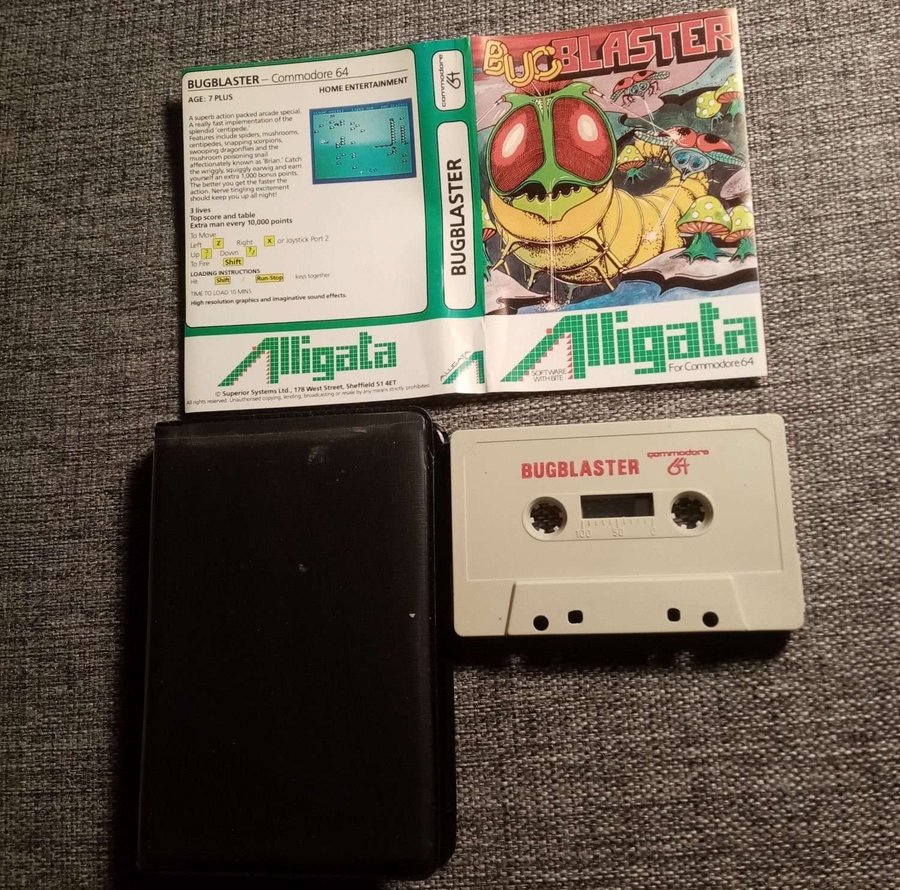 BUGBLASTER – Commodore 64
AGE: 7 PLUS
HOME ENTERTAINMENT
A superb action packed arcade special.
A really fast implementation of the
splendid 'centipede.'
Features include spiders, mushrooms,
centipedes, snapping scorpions,
swooping dragonflies and the
mushroom poisoning snail
affectionately known as 'Brian.' Catch
the wriggly, squiggly earwig and earn
yourself an extra 1,000 bonus points.
The better you get the faster the
action. Nerve tingling excitement
should keep you up all night!
3 lives
Top score and table
Extra man every 10,000 points
To Move
Left Z Right X or Joystick Port 2
Up Down
To Fire Shift
LOADING INSTRUCTIONS
Hit Shift / Run-Stop keys together
TIME TO LOAD 10 MINS
High resolution graphics and imaginative sound effects.
Alligata
© Superior Systems Ltd., 178 West Street, Sheffield S1 4ET
All rights reserved. Unauthorised copying, lending, broadcasting or resale by any means strictly prohibited.
commodore
64
BUGBLASTER
ALLIGATA
BUGBLASTER
Alligata
SOFTWARE
WITH BITE
For Commodore 64
BUGBLASTER
commodore
64
100 50 0